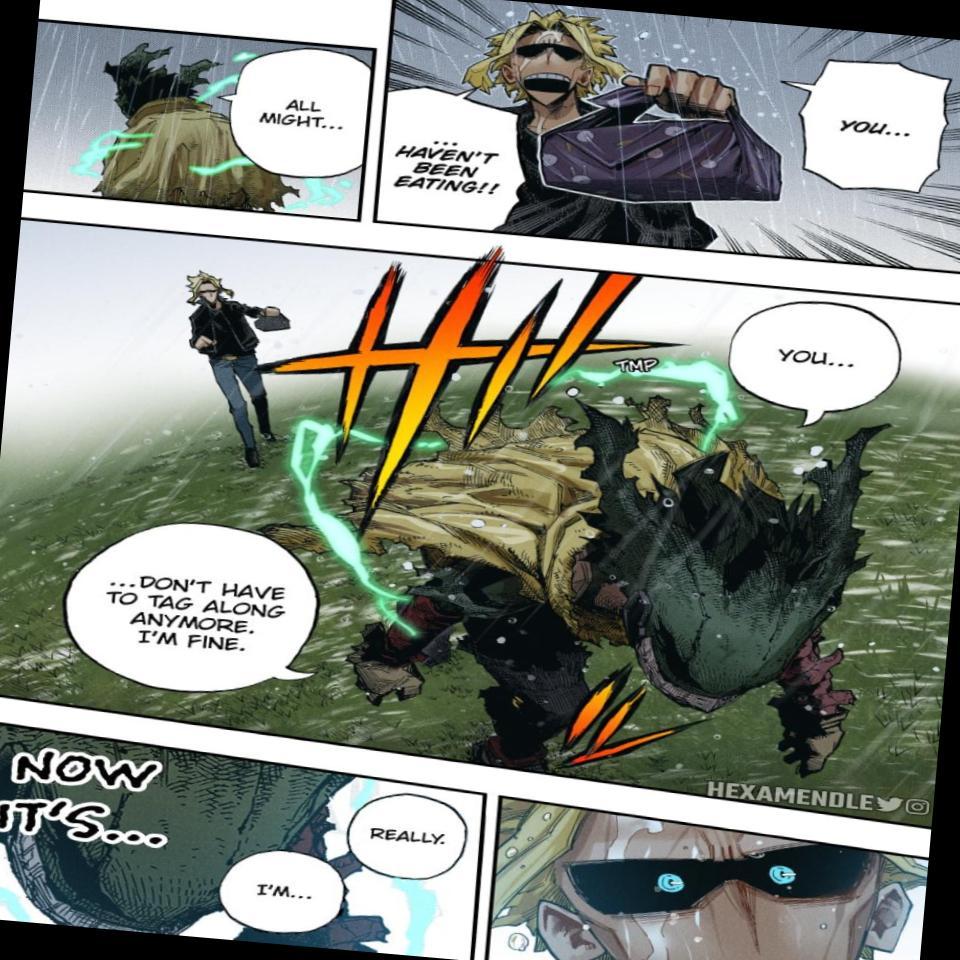 YOU...
...
HAVEN'T
BEEN
EATING!!
ALL
MIGHT...
YOU...
TMP
...DON'T HAVE
TO TAG ALONG
ANYMORE.
I'M FINE.
HEXAMENDLE
REALLY.
I'M...
NOW
IT'S...